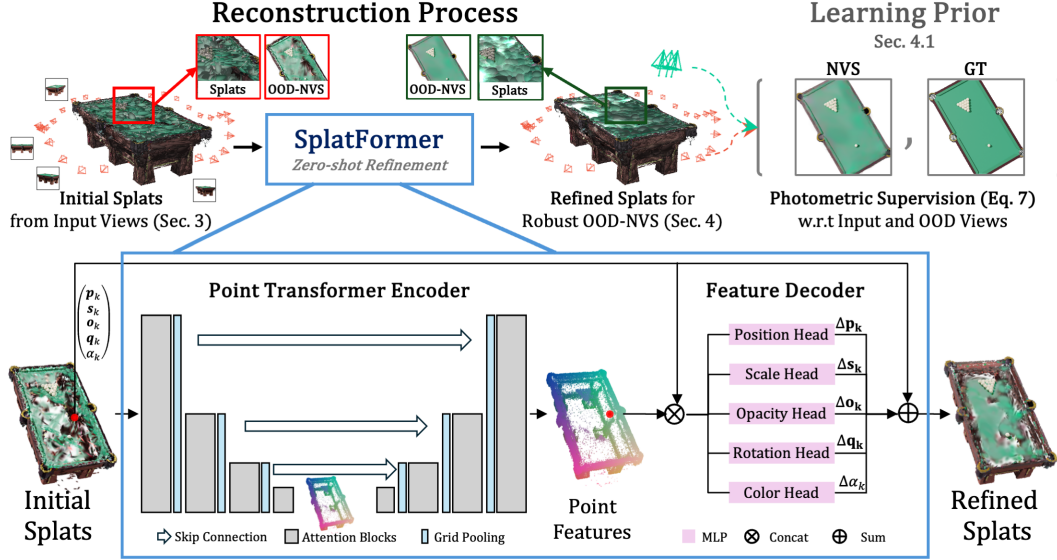 Reconstruction Process
Learning Prior
Sec. 4.1
Splats
OOD-NVS
OOD-NVS
Splats
NVS
GT
,
SplatFormer
Zero-shot Refinement
Initial Splats
from Input Views (Sec. 3)
Refined Splats for
Robust OOD-NVS (Sec. 4)
Photometric Supervision (Eq. 7)
w.r.t Input and OOD Views
Point Transformer Encoder
Feature Decoder
p_k
s_k
o_k
q_k
α_k
Position Head
Δp_k
Scale Head
Δs_k
Opacity Head
Δo_k
Rotation Head
Δq_k
Color Head
Δα_k
Initial
Splats
Point
Features
Refined
Splats
Skip Connection
Attention Blocks
Grid Pooling
MLP
Concat
Sum